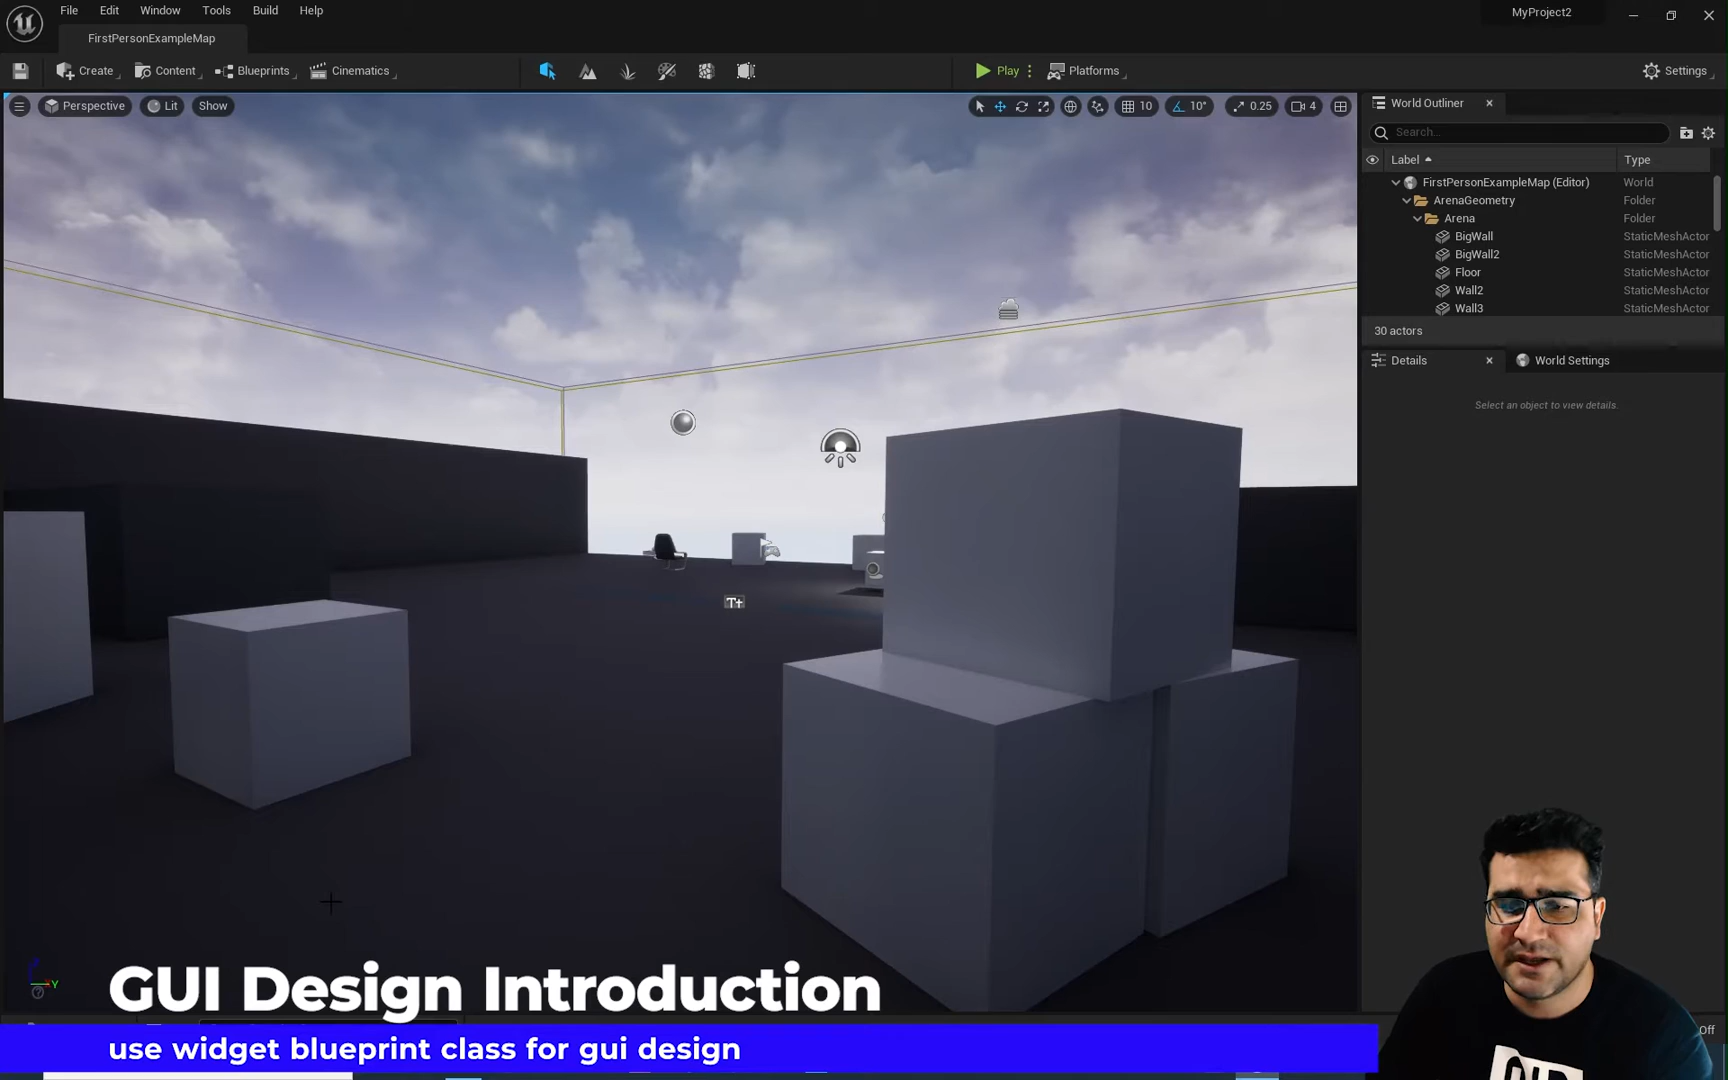 File Edit Window Tools Build Help
MyProject2
FirstPersonExampleMap
Create Content Blueprints Cinematics Play Platforms Settings
Perspective Lit Show 10 10° 0.25 4
World Outliner
Search...
Label Type
FirstPersonExampleMap (Editor) World
ArenaGeometry Folder
Arena Folder
BigWall StaticMeshActor
BigWall2 StaticMeshActor
Floor StaticMeshActor
Wall2 StaticMeshActor
Wall3 StaticMeshActor
30 actors
Details World Settings
Select an object to view details.
Y
GUI Design Introduction
Off
use widget blueprint class for gui design